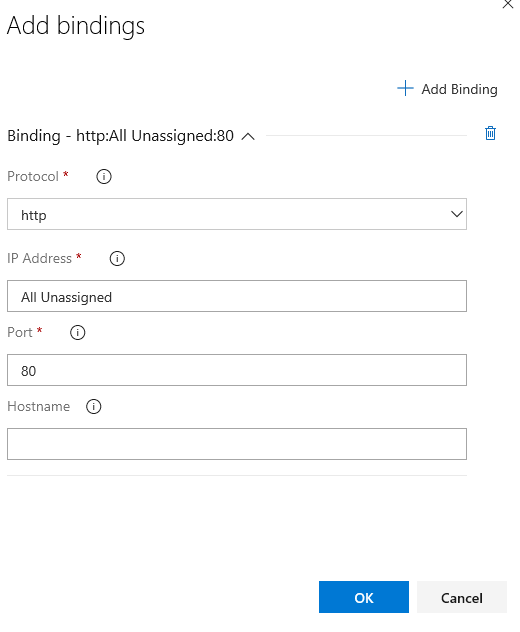 Add bindings
Add Binding
Binding - http:All Unassigned:80
Protocol *
http
IP Address *
All Unassigned
Port *
80
Hostname
OK Cancel